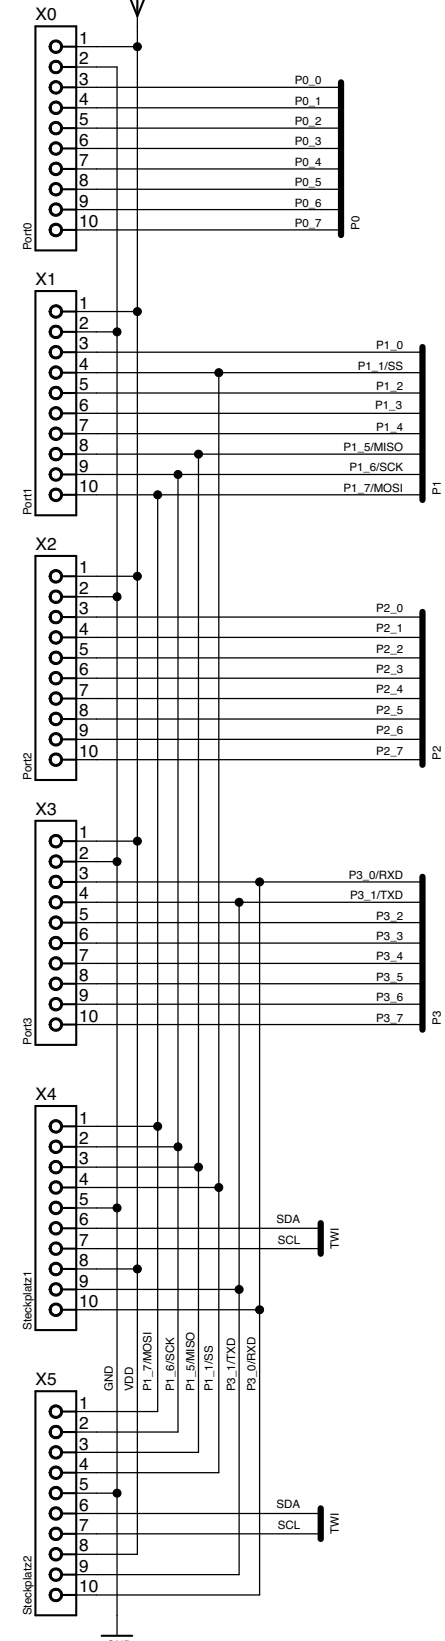 X0
1
2
3 P0_0
4 P0_1
5 P0_2
6 P0_3
7 P0_4
8 P0_5
9 P0_6
10 P0_7
Port0
P0
X1
1
2
3 P1_0
4 P1_1/SS
5 P1_2
6 P1_3
7 P1_4
8 P1_5/MISO
9 P1_6/SCK
10 P1_7/MOSI
Port1
P1
X2
1
2
3 P2_0
4 P2_1
5 P2_2
6 P2_3
7 P2_4
8 P2_5
9 P2_6
10 P2_7
Port2
P2
X3
1
2
3 P3_0/RXD
4 P3_1/TXD
5 P3_2
6 P3_3
7 P3_4
8 P3_5
9 P3_6
10 P3_7
Port3
P3
X4
1
2
3
4
5
6 SDA
7 SCL
8
9
10
Steckplatz1
TWI
GND
VDD
P1_7/MOSI
P1_6/SCK
P1_5/MISO
P1_1/SS
P3_1/TXD
P3_0/RXD
X5
1
2
3
4
5
6 SDA
7 SCL
8
9
10
Steckplatz2
TWI